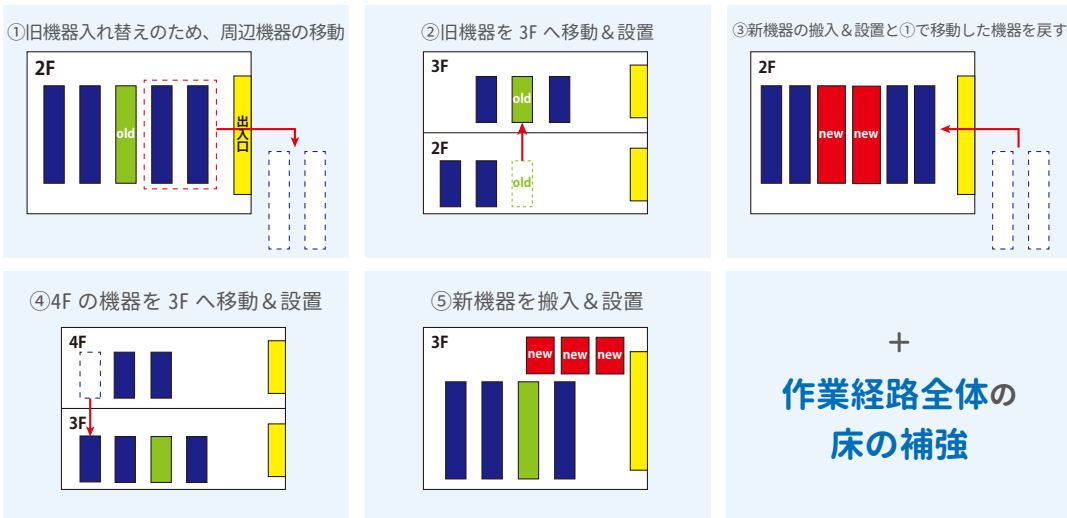 ①旧機器入れ替えのため、周辺機器の移動
2F
old
出入口
②旧機器を 3F へ移動&設置
3F
old
2F
old
③新機器の搬入&設置と①で移動した機器を戻す
2F
new
new
④4F の機器を 3F へ移動&設置
4F
3F
⑤新機器を搬入&設置
3F
new
new
new
+
作業経路全体の
床の補強